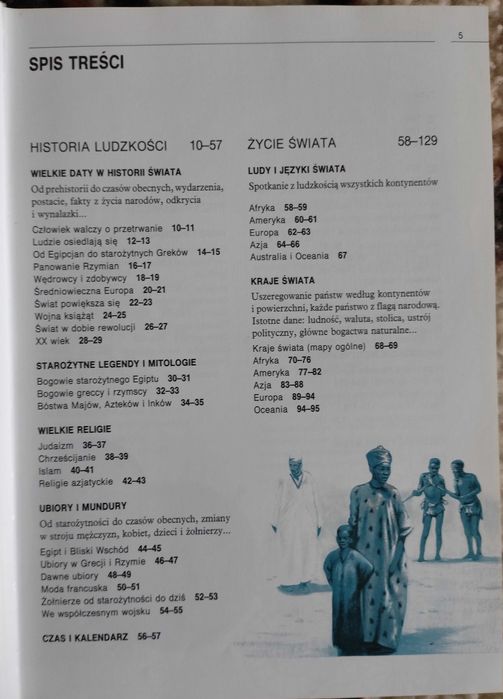 5
SPIS TREŚCI
HISTORIA LUDZKOŚCI 10–57
WIELKIE DATY W HISTORII ŚWIATA
Od prehistorii do czasów obecnych, wydarzenia,
postacie, fakty z życia narodów, odkrycia
i wynalazki...
Człowiek walczy o przetrwanie 10–11
Ludzie osiedlają się 12–13
Od Egipcjan do starożytnych Greków 14–15
Panowanie Rzymian 16–17
Wędrowcy i zdobywcy 18–19
Średniowieczna Europa 20–21
Świat powiększa się 22–23
Wojna książąt 24–25
Świat w dobie rewolucji 26–27
XX wiek 28–29
STAROŻYTNE LEGENDY I MITOLOGIE
Bogowie starożytnego Egiptu 30–31
Bogowie greccy i rzymscy 32–33
Bóstwa Majów, Azteków i Inków 34–35
WIELKIE RELIGIE
Judaizm 36–37
Chrześcijanie 38–39
Islam 40–41
Religie azjatyckie 42–43
UBIORY I MUNDURY
Od starożytności do czasów obecnych, zmiany
w stroju mężczyzn, kobiet, dzieci i żołnierzy...
Egipt i Bliski Wschód 44–45
Ubiory w Grecji i Rzymie 46–47
Dawne ubiory 48–49
Moda francuska 50–51
Żołnierze od starożytności do dziś 52–53
We współczesnym wojsku 54–55
CZAS I KALENDARZ 56–57
ŻYCIE ŚWIATA 58–129
LUDY I JĘZYKI ŚWIATA
Spotkanie z ludzkością wszystkich kontynentów
Afryka 58–59
Ameryka 60–61
Europa 62–63
Azja 64–66
Australia i Oceania 67
KRAJE ŚWIATA
Uszeregowanie państw według kontynentów
i powierzchni, każde państwo z flagą narodową.
Istotne dane: ludność, waluta, stolica, ustrój
polityczny, główne bogactwa naturalne...
Kraje świata (mapy ogólne) 68–69
Afryka 70–76
Ameryka 77–82
Azja 83–88
Europa 89–94
Oceania 94–95